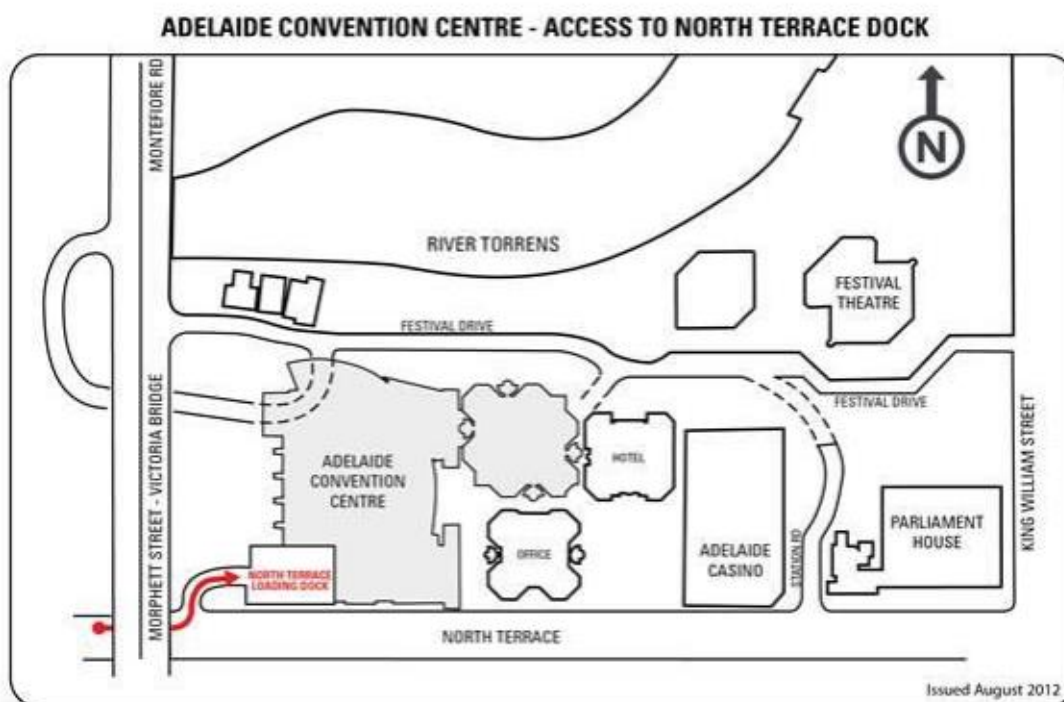 ADELAIDE CONVENTION CENTRE - ACCESS TO NORTH TERRACE DOCK
MONTEFIORE RD
N
RIVER TORRENS
FESTIVAL
THEATRE
FESTIVAL DRIVE
FESTIVAL DRIVE
MORPHETT STREET - VICTORIA BRIDGE
ADELAIDE
CONVENTION
CENTRE
HOTEL
KING WILLIAM STREET
PARLIAMENT
HOUSE
OFFICE
ADELAIDE
CASINO
STATION RD
NORTH TERRACE
LOADING DOCK
NORTH TERRACE
Issued August 2012